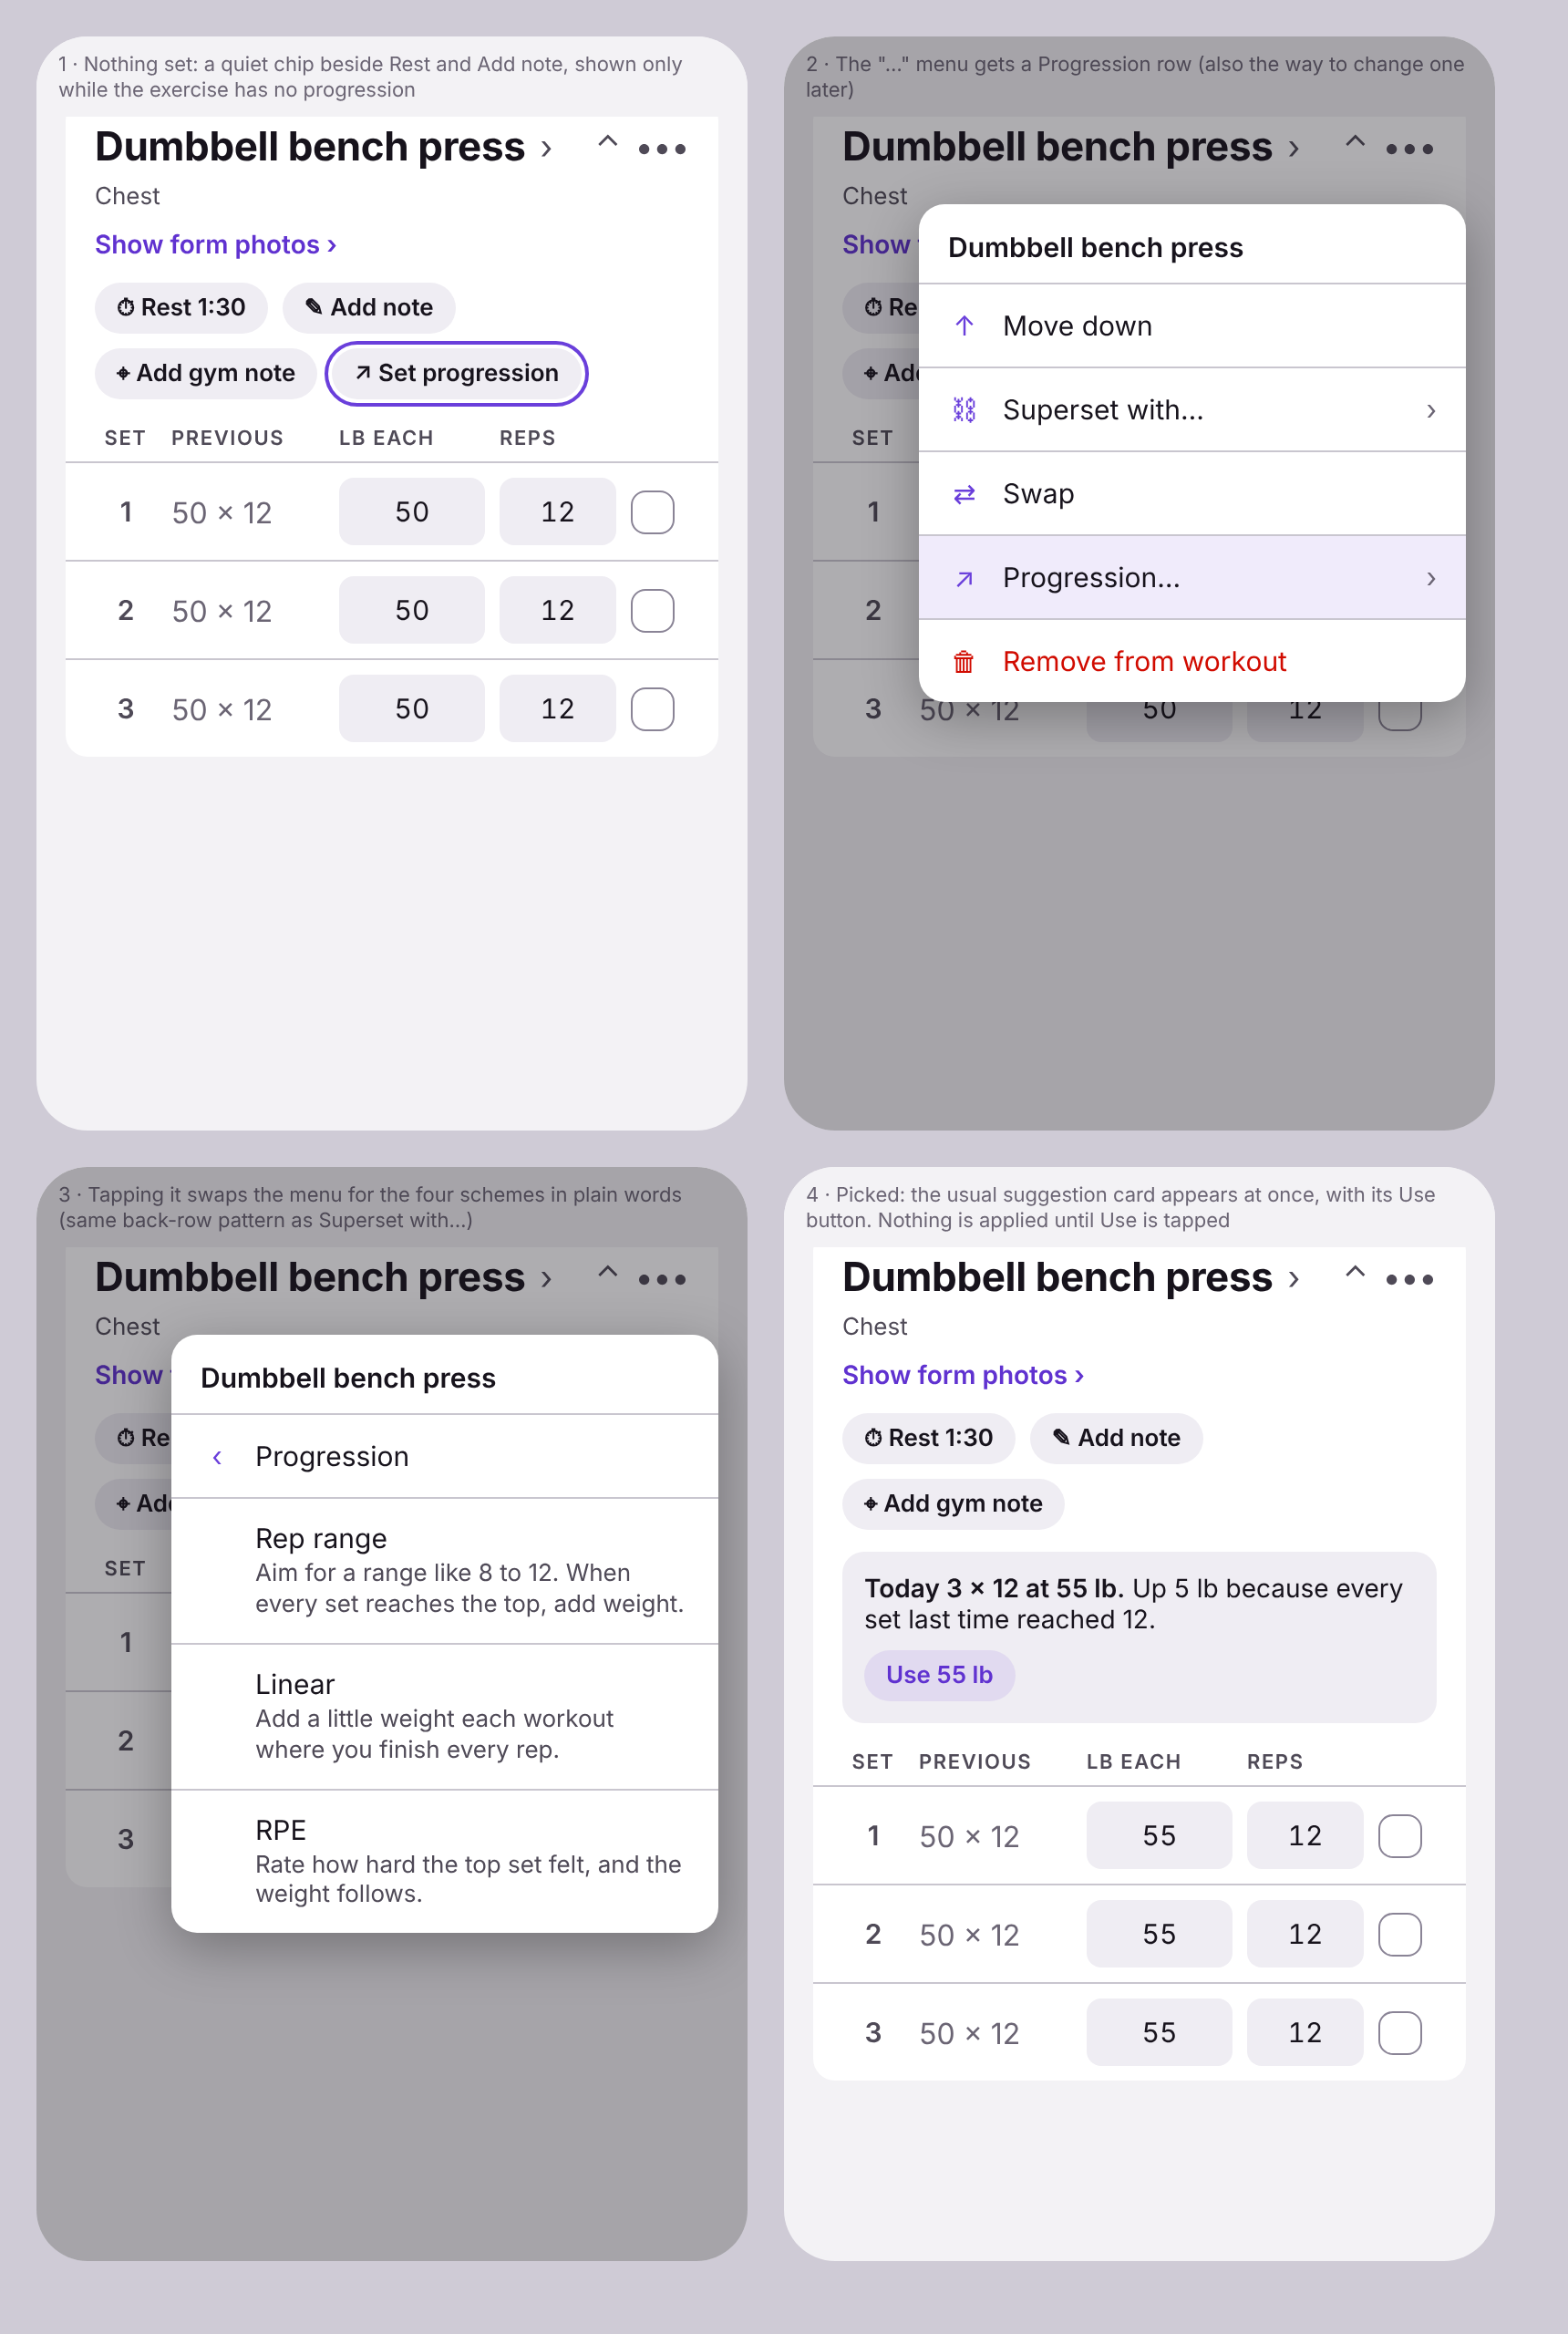 1 · Nothing set: a quiet chip beside Rest and Add note, shown only
while the exercise has no progression
Dumbbell bench press ›
Chest
Show form photos ›
Rest 1:30
Add note
Add gym note
Set progression
SET PREVIOUS LB EACH REPS
1 50 × 12 50 12
2 50 × 12 50 12
3 50 × 12 50 12
2 · The "..." menu gets a Progression row (also the way to change one
later)
Dumbbell bench press ›
Chest
Show
Re
Ad
SET
1
2
3 50 × 12 50 12
Dumbbell bench press
Move down
Superset with... ›
Swap
Progression... ›
Remove from workout
3 · Tapping it swaps the menu for the four schemes in plain words
(same back-row pattern as Superset with...)
Dumbbell bench press ›
Chest
Show
Re
Ad
SET
1
2
3
Dumbbell bench press
‹ Progression
Rep range
Aim for a range like 8 to 12. When
every set reaches the top, add weight.
Linear
Add a little weight each workout
where you finish every rep.
RPE
Rate how hard the top set felt, and the
weight follows.
4 · Picked: the usual suggestion card appears at once, with its Use
button. Nothing is applied until Use is tapped
Dumbbell bench press ›
Chest
Show form photos ›
Rest 1:30
Add note
Add gym note
Today 3 × 12 at 55 lb. Up 5 lb because every
set last time reached 12.
Use 55 lb
SET PREVIOUS LB EACH REPS
1 50 × 12 55 12
2 50 × 12 55 12
3 50 × 12 55 12